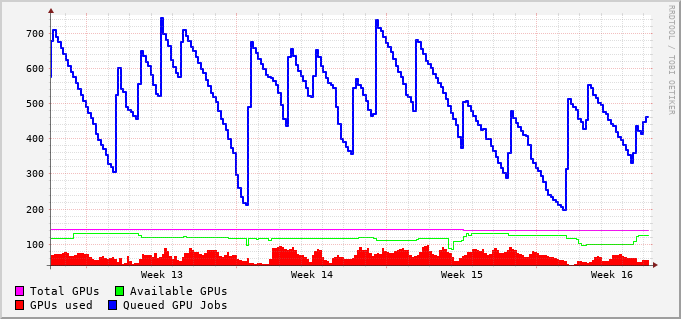 700
600
500
400
300
200
100
Week 13 Week 14 Week 15 Week 16
Total GPUs Available GPUs
GPUs used Queued GPU Jobs
RRDTOOL / TOBI OETIKER